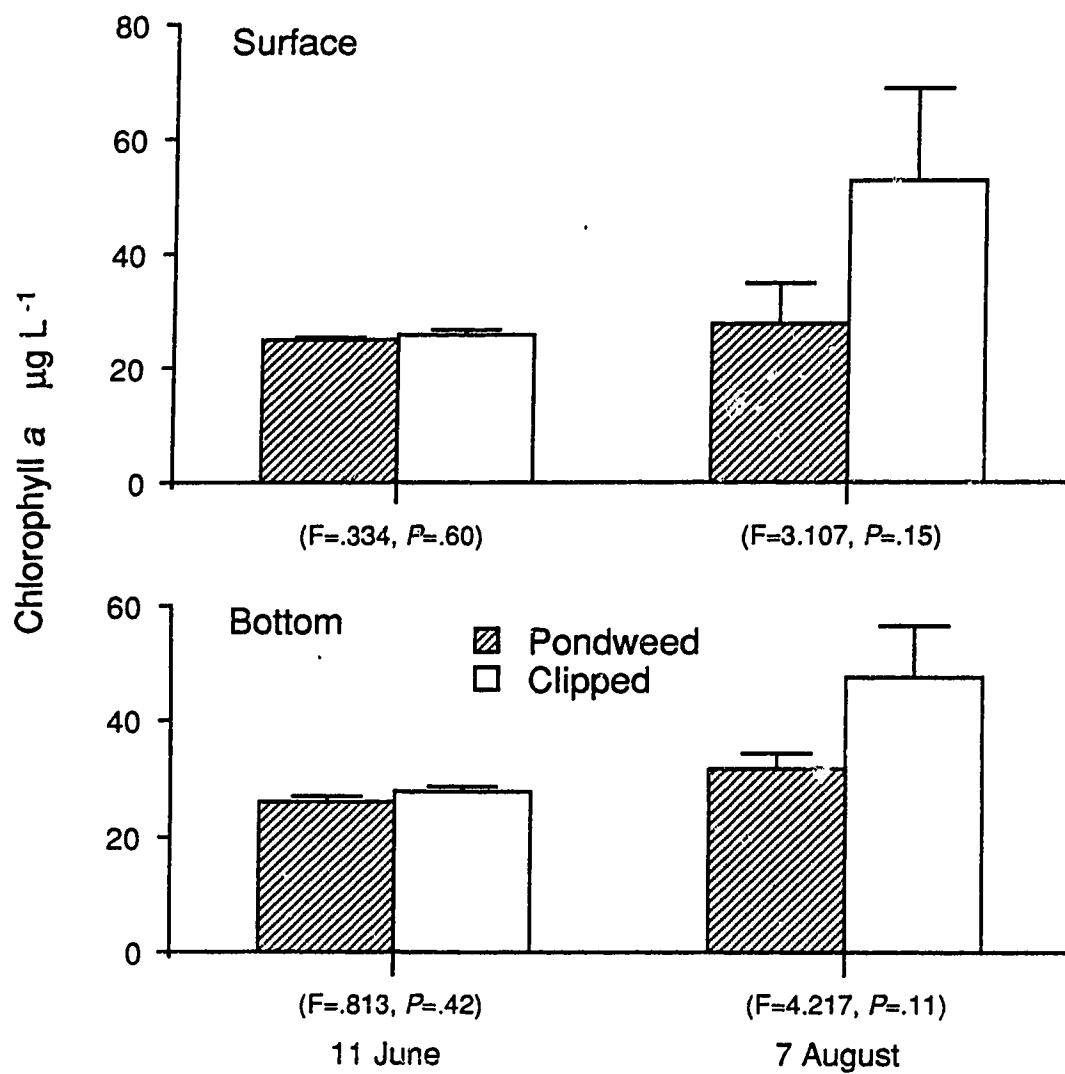 Chlorophyll a µg L-1
Surface
80
60
40
20
0
(F=.334, P=.60) (F=3.107, P=.15)
Bottom
Pondweed
Clipped
60
40
20
0
(F=.813, P=.42) (F=4.217, P=.11)
11 June 7 August